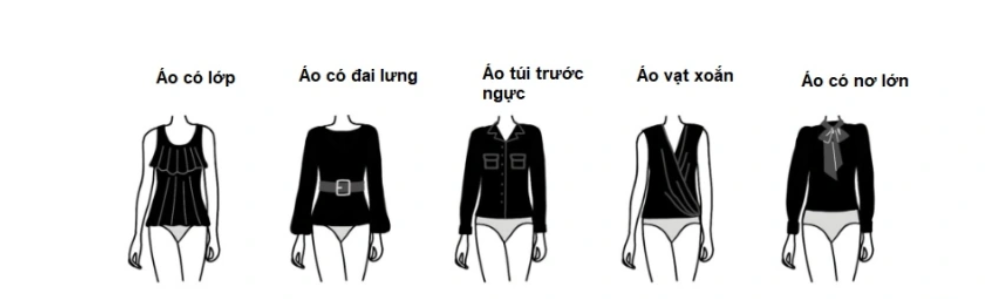 Áo có lớp
Áo có đai lưng
Áo túi trước
ngực
Áo vạt xoắn
Áo có nơ lớn